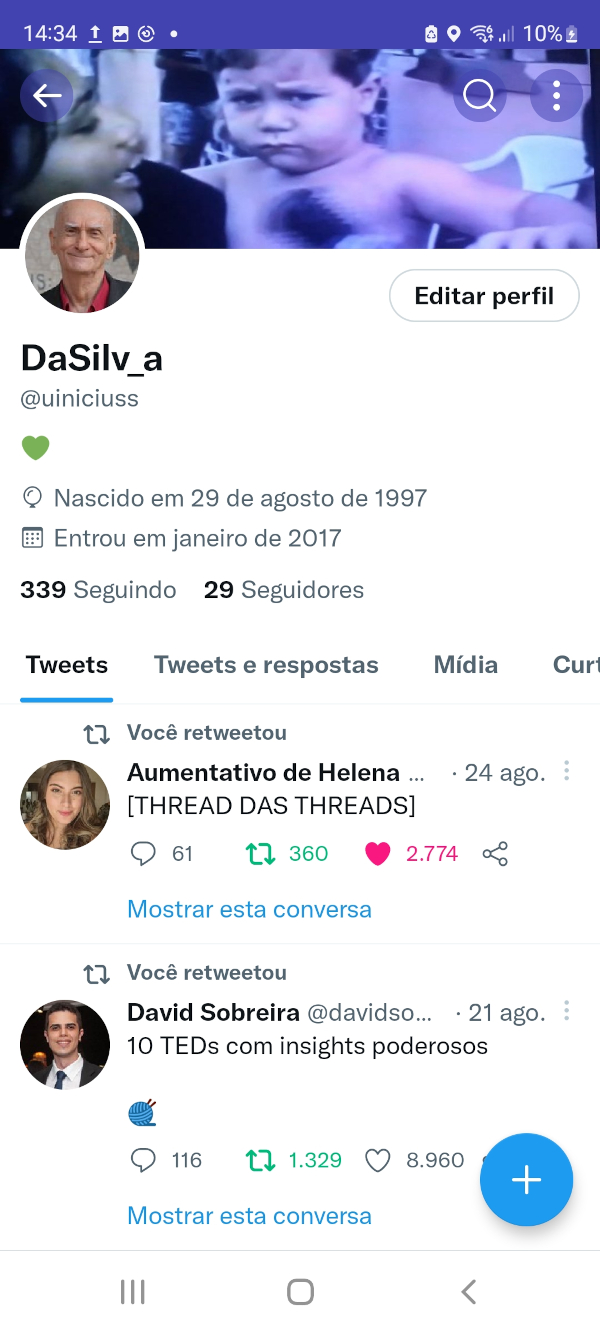 14:34
10%
Editar perfil
DaSilv_a
@uiniciuss
💚
Nascido em 29 de agosto de 1997
Entrou em janeiro de 2017
339 Seguindo 29 Seguidores
Tweets Tweets e respostas Mídia Curt
Você retweetou
Aumentativo de Helena ... · 24 ago.
[THREAD DAS THREADS]
61 360 2.774
Mostrar esta conversa
Você retweetou
David Sobreira @davidso... · 21 ago.
10 TEDs com insights poderosos
🧶
116 1.329 8.960
Mostrar esta conversa